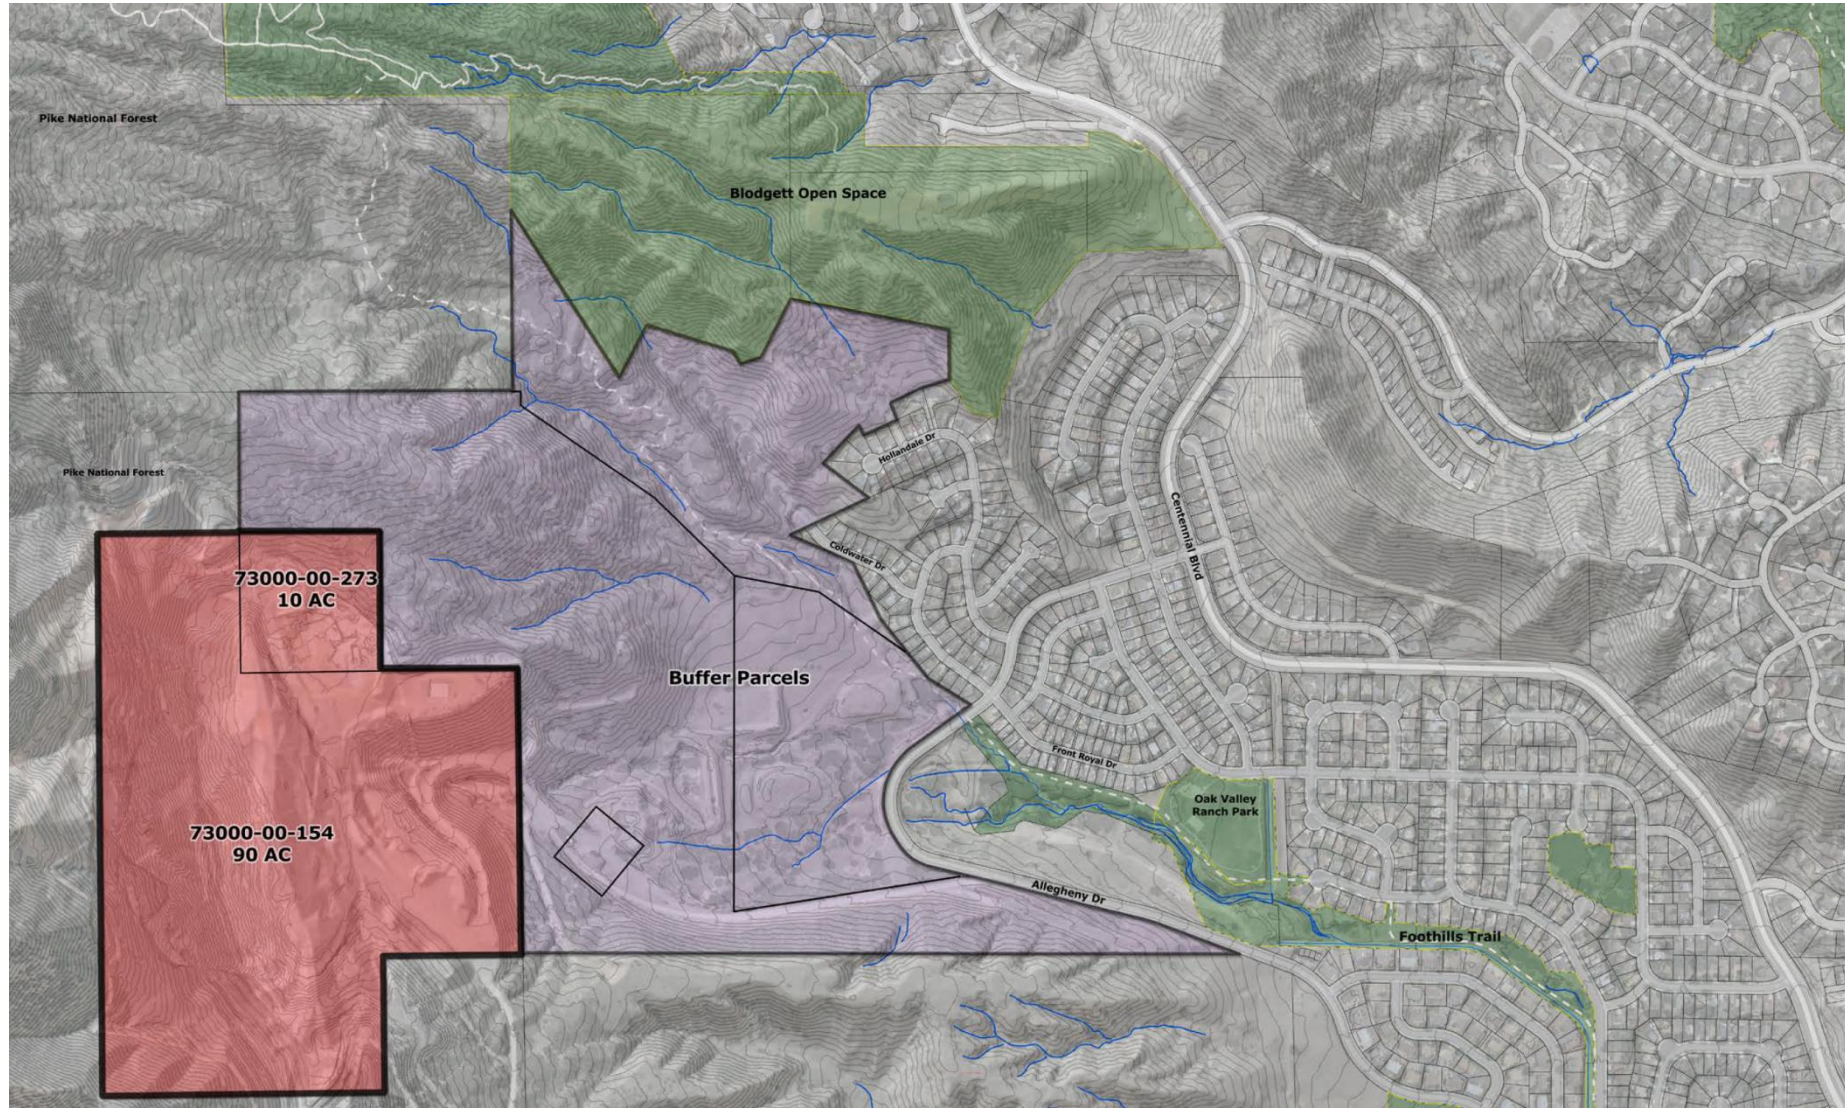 Pike National Forest
Blodgett Open Space
Hollandale Dr
Pike National Forest
Centennial Blvd
Coldwater Dr
73000-00-273
10 AC
Buffer Parcels
Front Royal Dr
Oak Valley
Ranch Park
73000-00-154
90 AC
Allegheny Dr
Foothills Trail